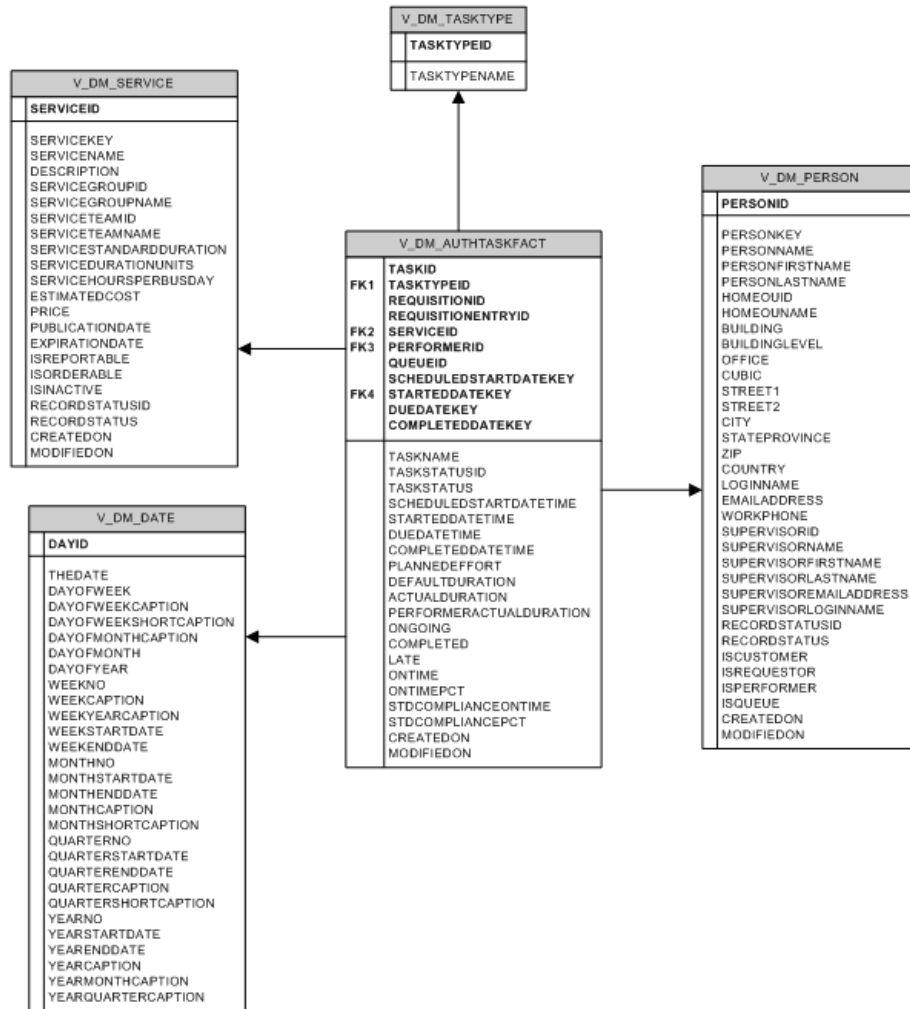 V_DM_TASKTYPE
TASKTYPEID
TASKTYPENAME
V_DM_SERVICE
SERVICEID
SERVICEKEY
SERVICENAME
DESCRIPTION
SERVICEGROUPID
SERVICEGROUPNAME
SERVICETEAMID
SERVICETEAMNAME
SERVICESTANDARDDURATION
SERVICEDURATIONUNITS
SERVICEHOURSPERBUSDAY
ESTIMATEDCOST
PRICE
PUBLICATIONDATE
EXPIRATIONDATE
ISREPORTABLE
ISORDERABLE
ISINACTIVE
RECORDSTATUSID
RECORDSTATUS
CREATEDON
MODIFIEDON
V_DM_AUTHTASKFACT
TASKID
FK1 TASKTYPEID
REQUISITIONID
REQUISITIONENTRYID
FK2 SERVICEID
FK3 PERFORMERID
QUEUEID
SCHEDULEDSTARTDATEKEY
FK4 STARTEDDATEKEY
DUEDATEKEY
COMPLETEDDATEKEY
TASKNAME
TASKSTATUSID
TASKSTATUS
SCHEDULEDSTARTDATETIME
STARTEDDATETIME
DUEDATETIME
COMPLETEDDATETIME
PLANNEDEFFORT
DEFAULTDURATION
ACTUALDURATION
PERFORMERACTUALDURATION
ONGOING
COMPLETED
LATE
ONTIME
ONTIMEPCT
STDCOMPLIANCEONTIME
STDCOMPLIANCEPCT
CREATEDON
MODIFIEDON
V_DM_PERSON
PERSONID
PERSONKEY
PERSONNAME
PERSONFIRSTNAME
PERSONLASTNAME
HOMEOUID
HOMEOUNAME
BUILDING
BUILDINGLEVEL
OFFICE
CUBIC
STREET1
STREET2
CITY
STATEPROVINCE
ZIP
COUNTRY
LOGINNAME
EMAILADDRESS
WORKPHONE
SUPERVISORID
SUPERVISORNAME
SUPERVISORFIRSTNAME
SUPERVISORLASTNAME
SUPERVISOREMAILADDRESS
SUPERVISORLOGINNAME
RECORDSTATUSID
RECORDSTATUS
ISCUSTOMER
ISREQUESTOR
ISPERFORMER
ISQUEUE
CREATEDON
MODIFIEDON
V_DM_DATE
DAYID
THEDATE
DAYOFWEEK
DAYOFWEEKCAPTION
DAYOFWEEKSHORTCAPTION
DAYOFMONTHCAPTION
DAYOFMONTH
DAYOFYEAR
WEEKNO
WEEKCAPTION
WEEKYEARCAPTION
WEEKSTARTDATE
WEEKENDDATE
MONTHNO
MONTHSTARTDATE
MONTHENDDATE
MONTHCAPTION
MONTHSHORTCAPTION
QUARTERNO
QUARTERSTARTDATE
QUARTERENDDATE
QUARTERCAPTION
QUARTERSHORTCAPTION
YEARNO
YEARSTARTDATE
YEARENDDATE
YEARCAPTION
YEARMONTHCAPTION
YEARQUARTERCAPTION